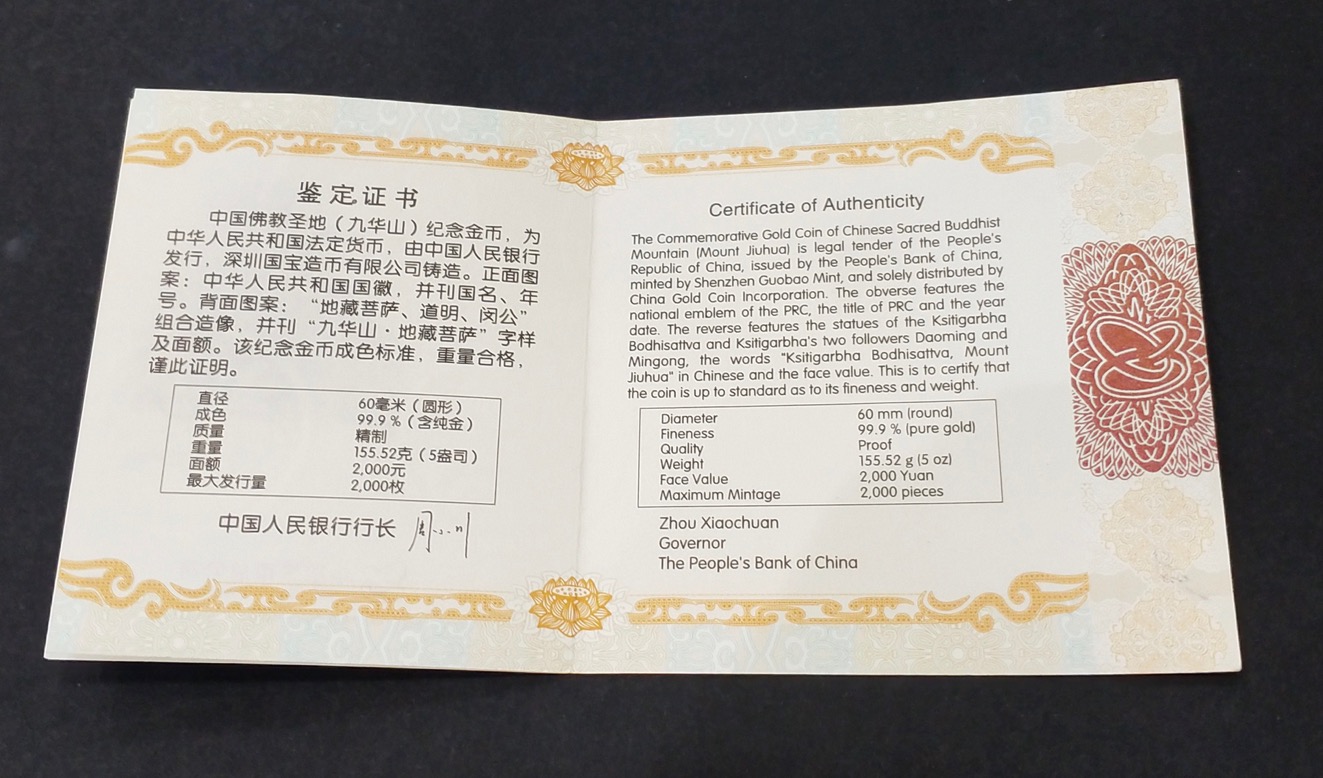 鉴定证书
中国佛教圣地（九华山）纪念金币，为
中华人民共和国法定货币，由中国人民银行
发行，深圳国宝造币有限公司铸造。正面图
案：中华人民共和国国徽，并刊国名、年
号。背面图案：“地藏菩萨、道明、闵公”
组合造像，并刊“九华山·地藏菩萨”字样
及面额。该纪念金币成色标准，重量合格，
谨此证明。
直径 60毫米（圆形）
成色 99.9 %（含纯金）
质量 精制
重量 155.52克（5盎司）
面额 2,000元
最大发行量 2,000枚
中国人民银行行长 周小川
Certificate of Authenticity
The Commemorative Gold Coin of Chinese Sacred Buddhist
Mountain (Mount Jiuhua) is legal tender of the People's
Republic of China, issued by the People's Bank of China,
minted by Shenzhen Guobao Mint, and solely distributed by
China Gold Coin Incorporation. The obverse features the
national emblem of the PRC, the title of PRC and the year
date. The reverse features the statues of the Ksitigarbha
Bodhisattva and Ksitigarbha's two followers Daoming and
Mingong, the words "Ksitigarbha Bodhisattva, Mount
Jiuhua" in Chinese and the face value. This is to certify that
the coin is up to standard as to its fineness and weight.
Diameter 60 mm (round)
Fineness 99.9 % (pure gold)
Quality Proof
Weight 155.52 g (5 oz)
Face Value 2,000 Yuan
Maximum Mintage 2,000 pieces
Zhou Xiaochuan
Governor
The People's Bank of China